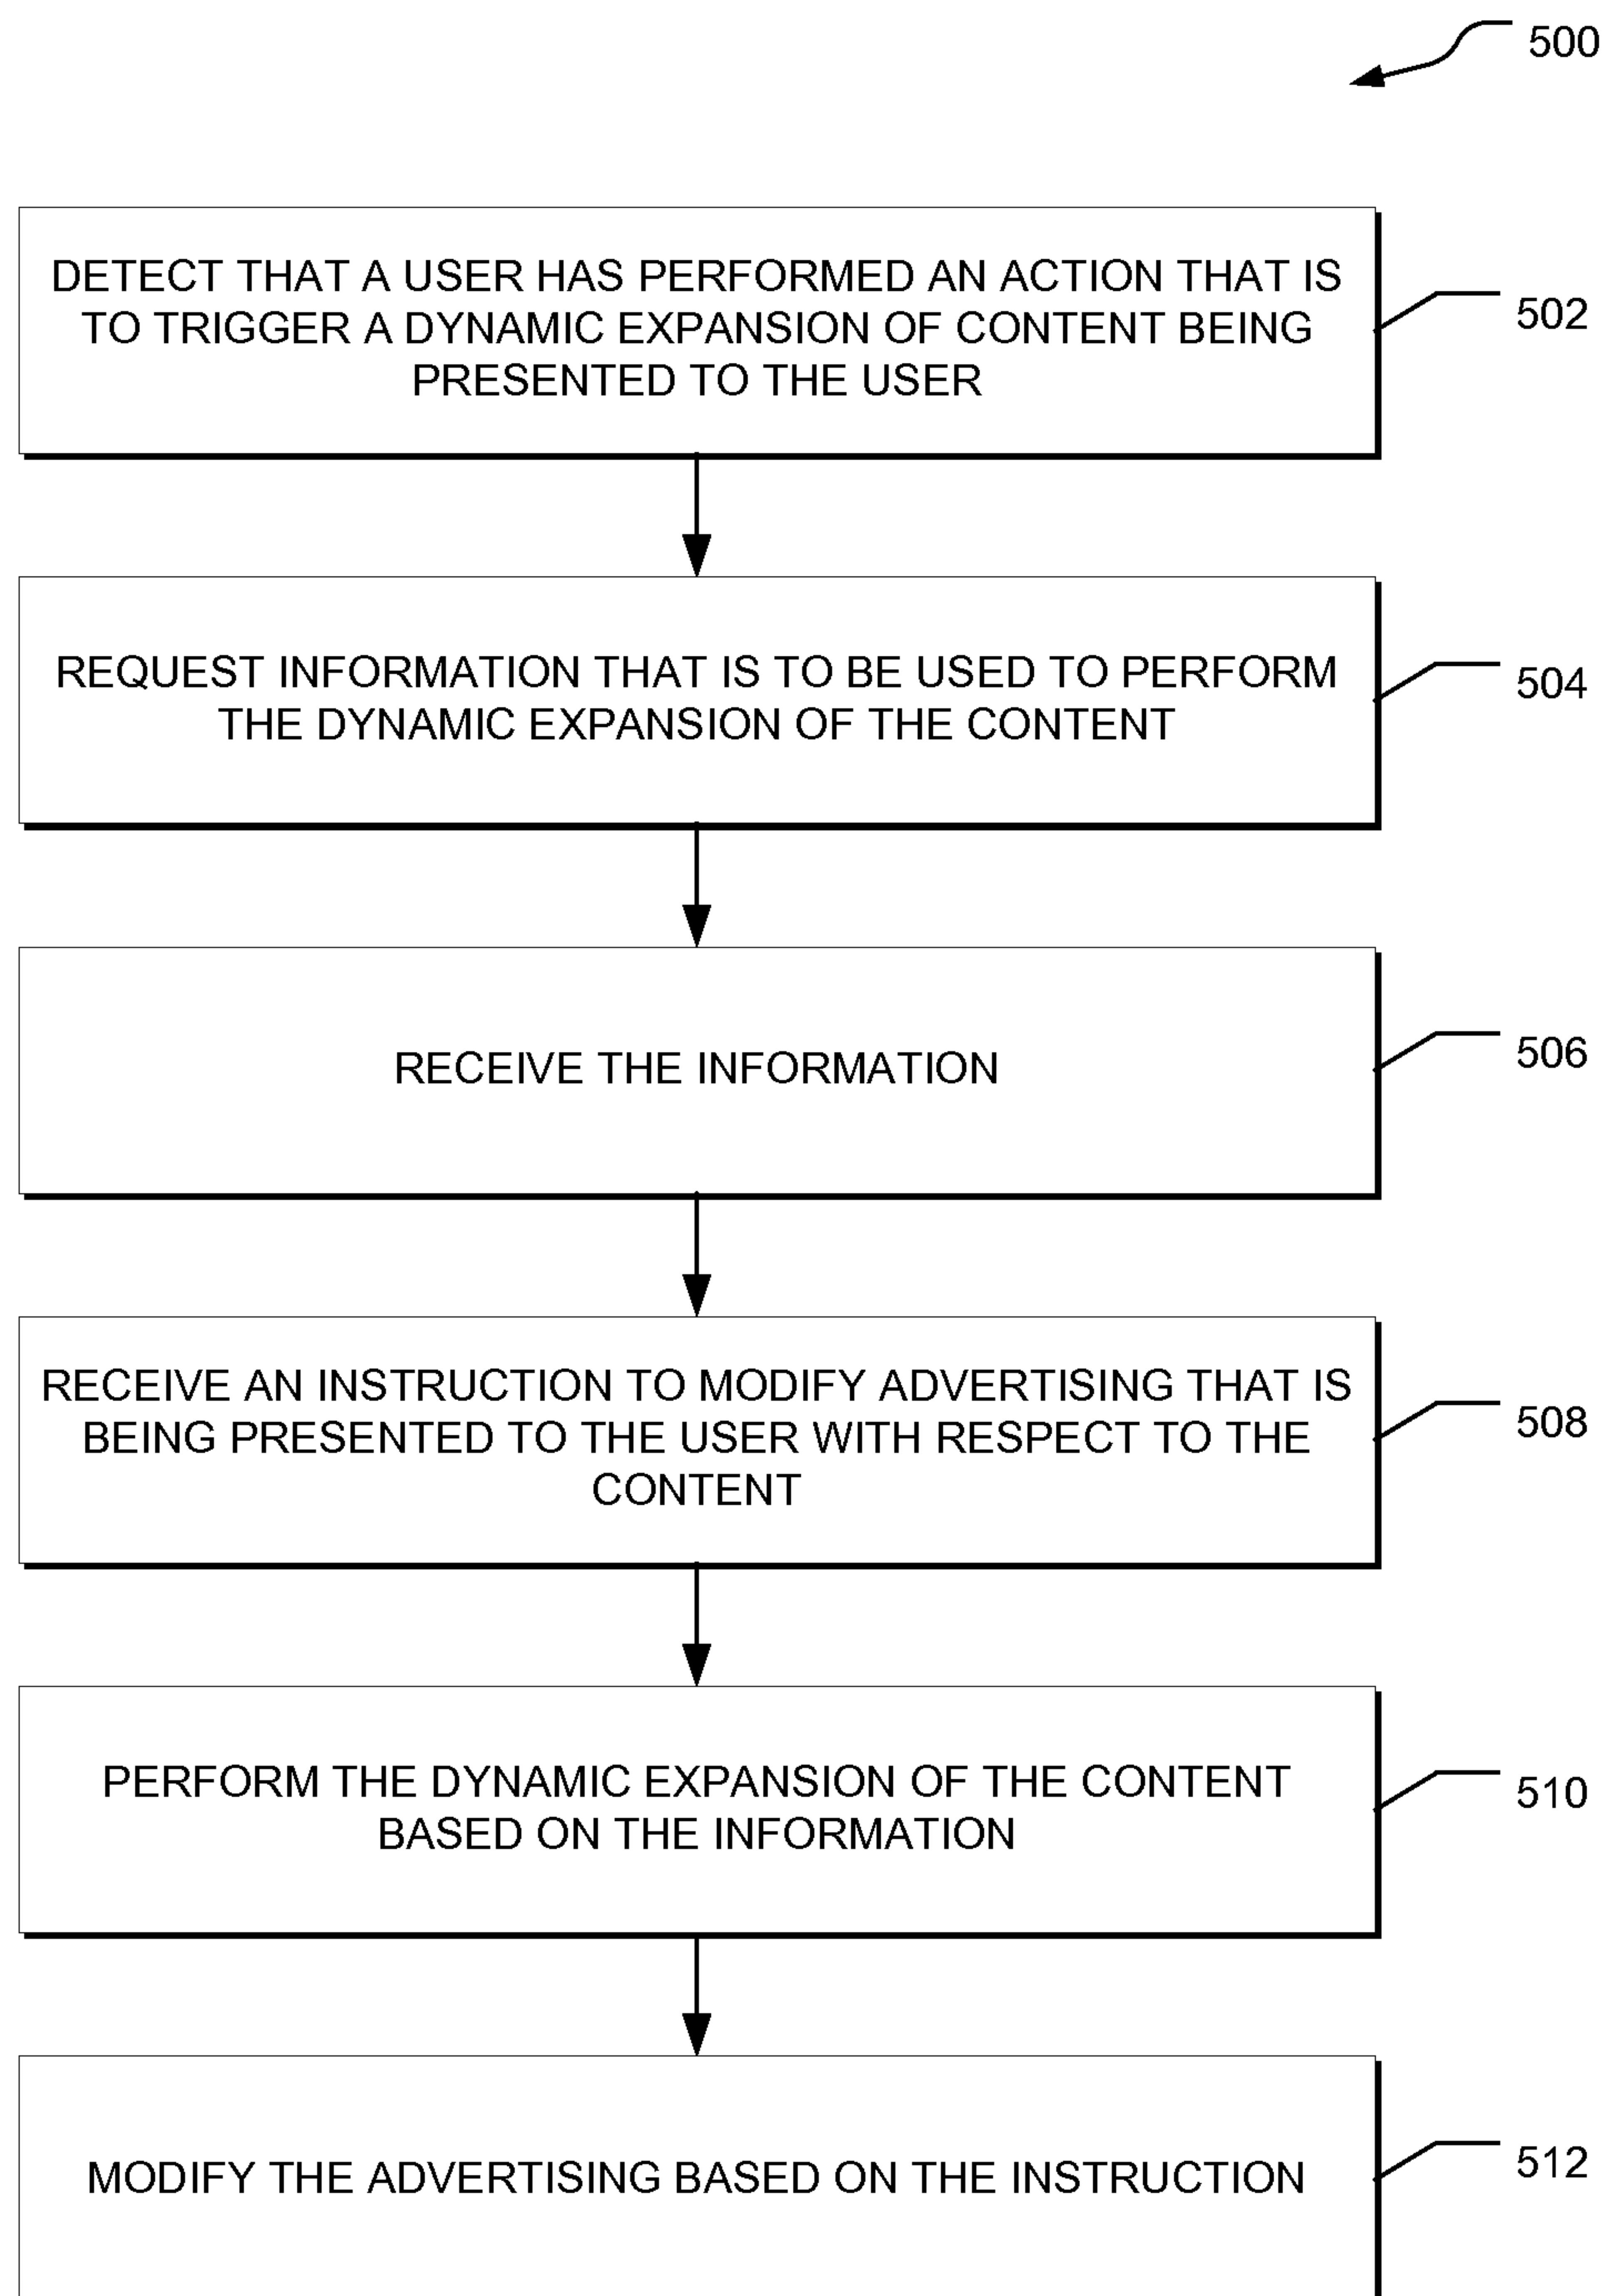 500
DETECT THAT A USER HAS PERFORMED AN ACTION THAT IS
TO TRIGGER A DYNAMIC EXPANSION OF CONTENT BEING
PRESENTED TO THE USER
502
REQUEST INFORMATION THAT IS TO BE USED TO PERFORM
THE DYNAMIC EXPANSION OF THE CONTENT
504
RECEIVE THE INFORMATION
506
RECEIVE AN INSTRUCTION TO MODIFY ADVERTISING THAT IS
BEING PRESENTED TO THE USER WITH RESPECT TO THE
CONTENT
508
PERFORM THE DYNAMIC EXPANSION OF THE CONTENT
BASED ON THE INFORMATION
510
MODIFY THE ADVERTISING BASED ON THE INSTRUCTION
512